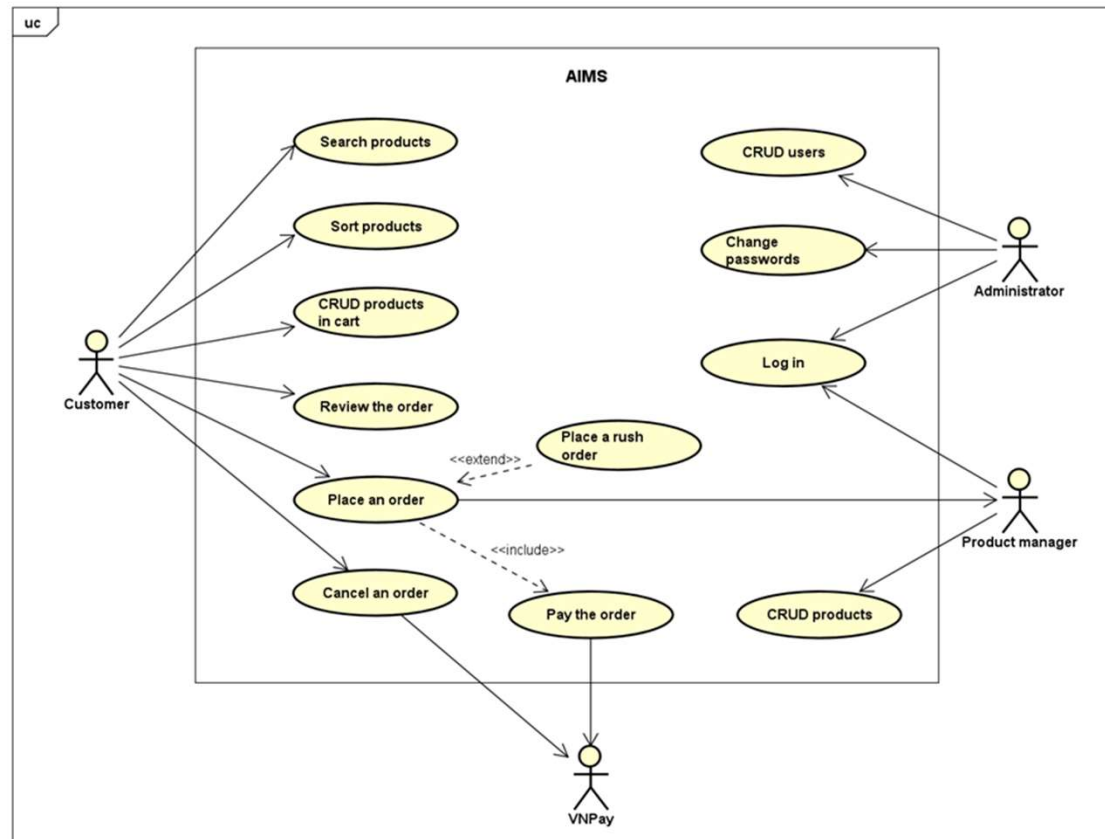 uc
AIMS
Search products
CRUD users
Sort products
Change
passwords
Administrator
CRUD products
in cart
Log in
Customer
Review the order
Place a rush
order
<<extend>>
Place an order
Product manager
<<include>>
Cancel an order
Pay the order
CRUD products
VNPay